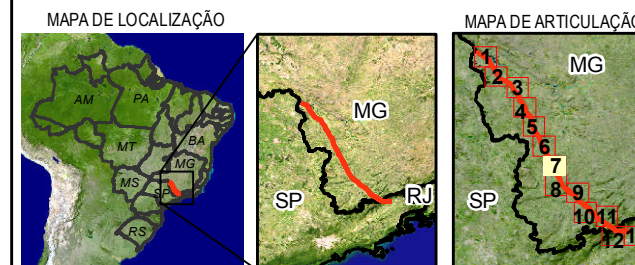 MAPA DE LOCALIZAÇÃO
AM
PA
MT
BA
MG
MS
SP
RS
MG
SP
RJ
MAPA DE ARTICULAÇÃO
1
2
3
4
5
6
7
8
9
10
11
12
MG
SP